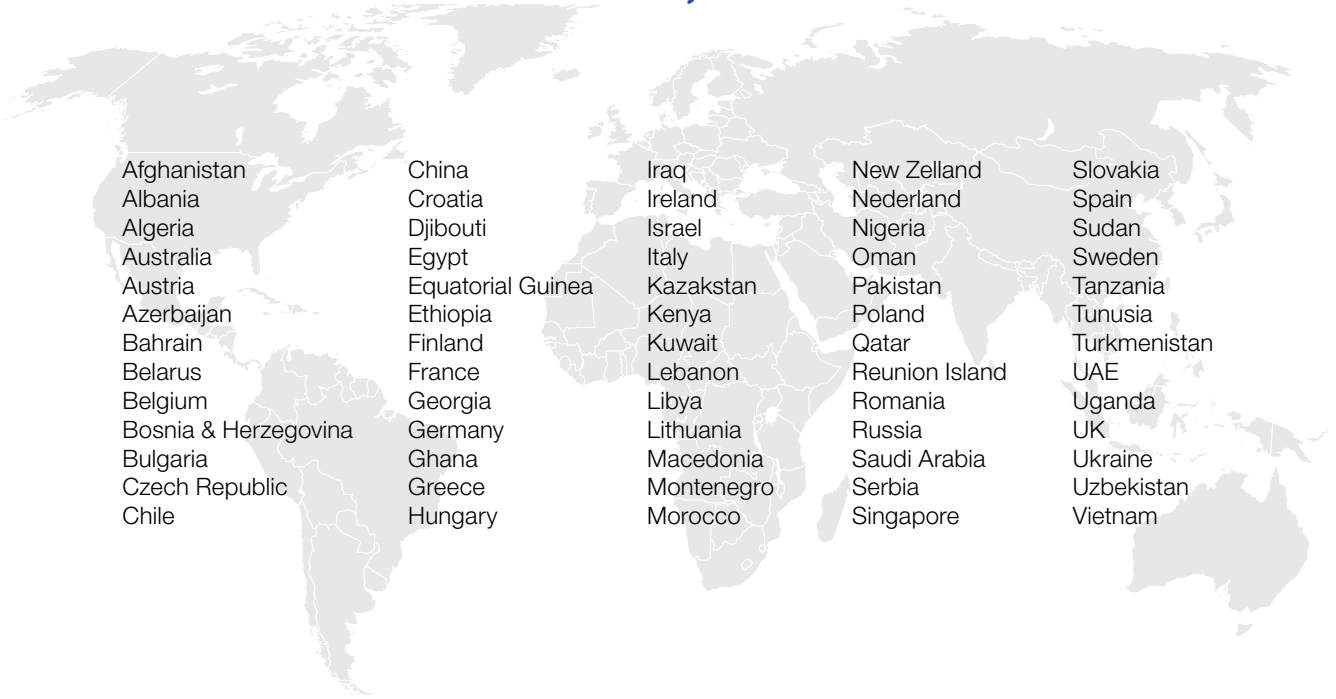 Afghanistan
Albania
Algeria
Australia
Austria
Azerbaijan
Bahrain
Belarus
Belgium
Bosnia & Herzegovina
Bulgaria
Czech Republic
Chile
China
Croatia
Djibouti
Egypt
Equatorial Guinea
Ethiopia
Finland
France
Georgia
Germany
Ghana
Greece
Hungary
Iraq
Ireland
Israel
Italy
Kazakstan
Kenya
Kuwait
Lebanon
Libya
Lithuania
Macedonia
Montenegro
Morocco
New Zelland
Nederland
Nigeria
Oman
Pakistan
Poland
Qatar
Reunion Island
Romania
Russia
Saudi Arabia
Serbia
Singapore
Slovakia
Spain
Sudan
Sweden
Tanzania
Tunusia
Turkmenistan
UAE
Uganda
UK
Ukraine
Uzbekistan
Vietnam